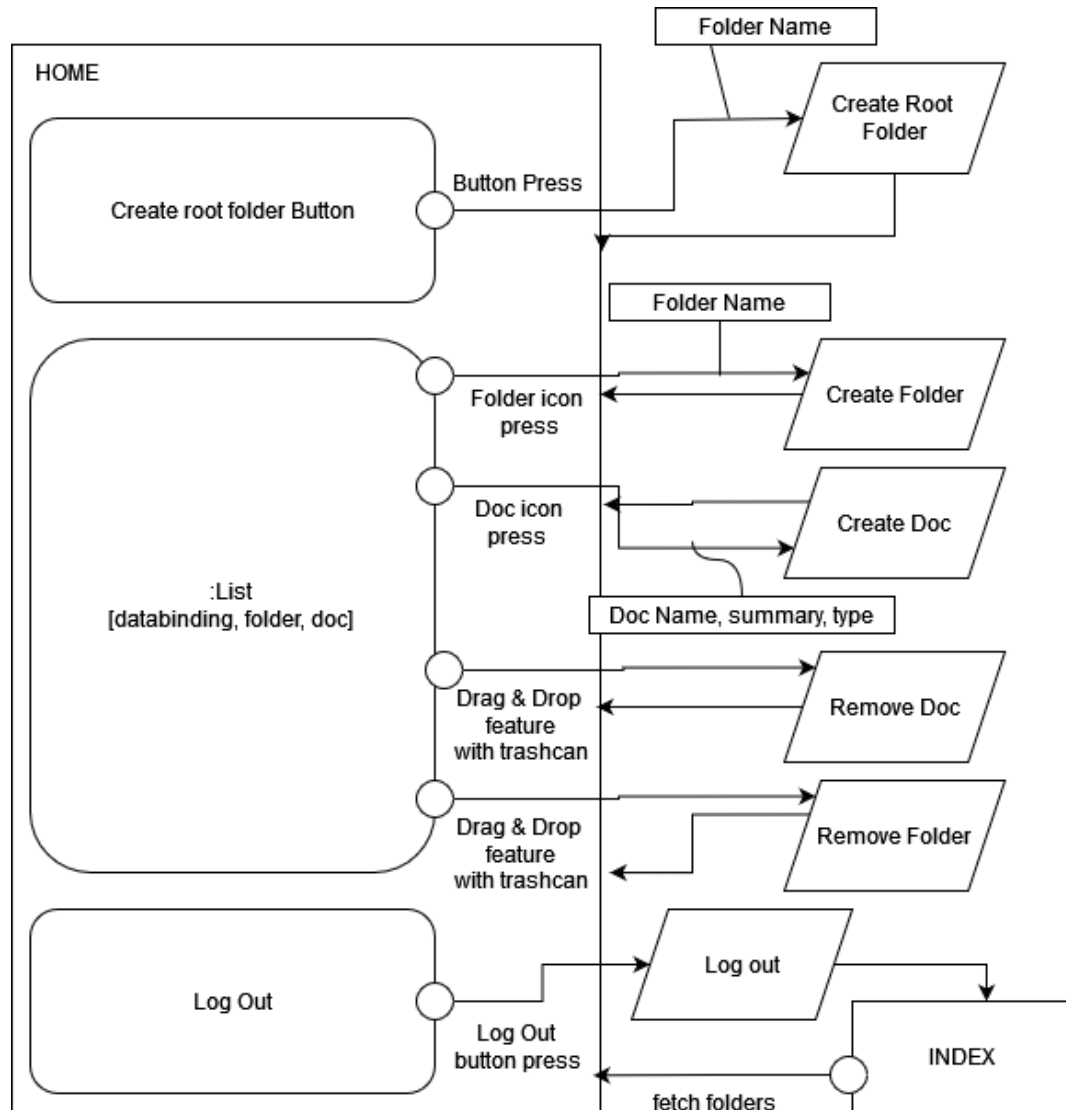 Folder Name
HOME
Create Root
Folder
Button Press
Create root folder Button
Folder Name
Folder icon
press
Create Folder
Doc icon
press
Create Doc
:List
[databinding, folder, doc]
Doc Name, summary, type
Drag & Drop
feature
with trashcan
Remove Doc
Drag & Drop
feature
with trashcan
Remove Folder
Log out
Log Out
Log Out
button press
INDEX
fetch folders